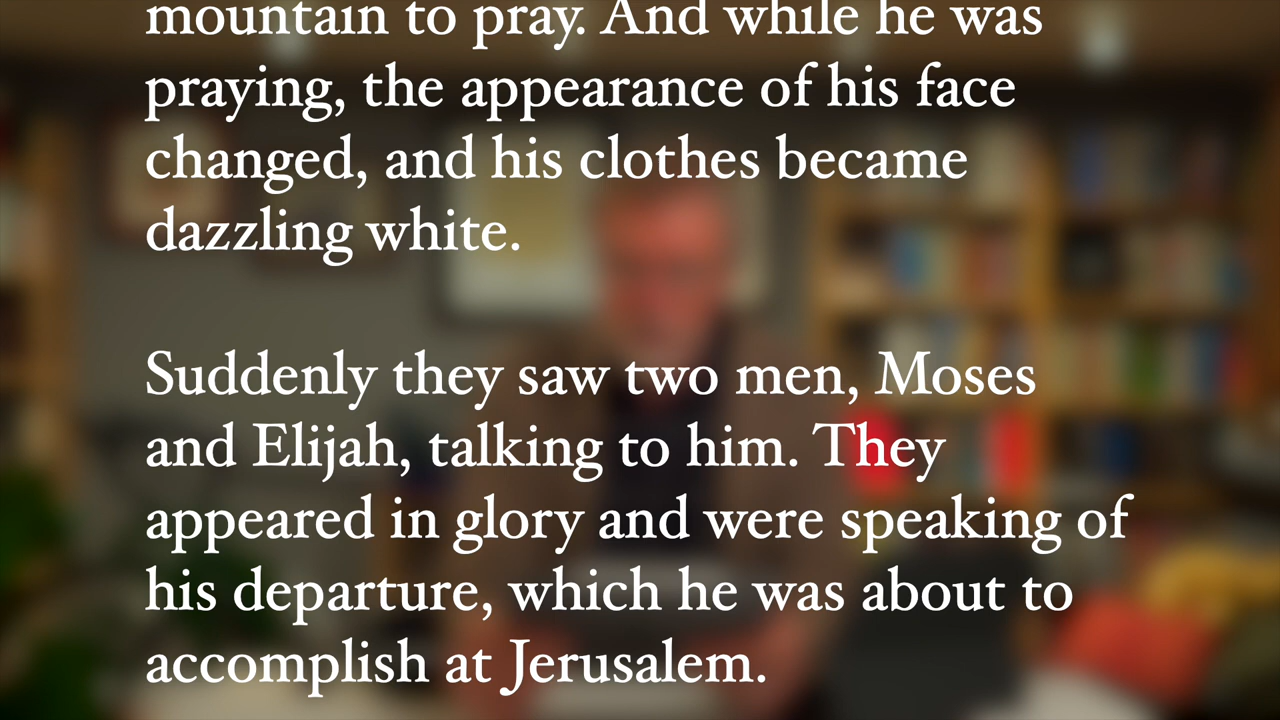 mountain to pray. And while he was
praying, the appearance of his face
changed, and his clothes became
dazzling white.
Suddenly they saw two men, Moses
and Elijah, talking to him. They
appeared in glory and were speaking of
his departure, which he was about to
accomplish at Jerusalem.